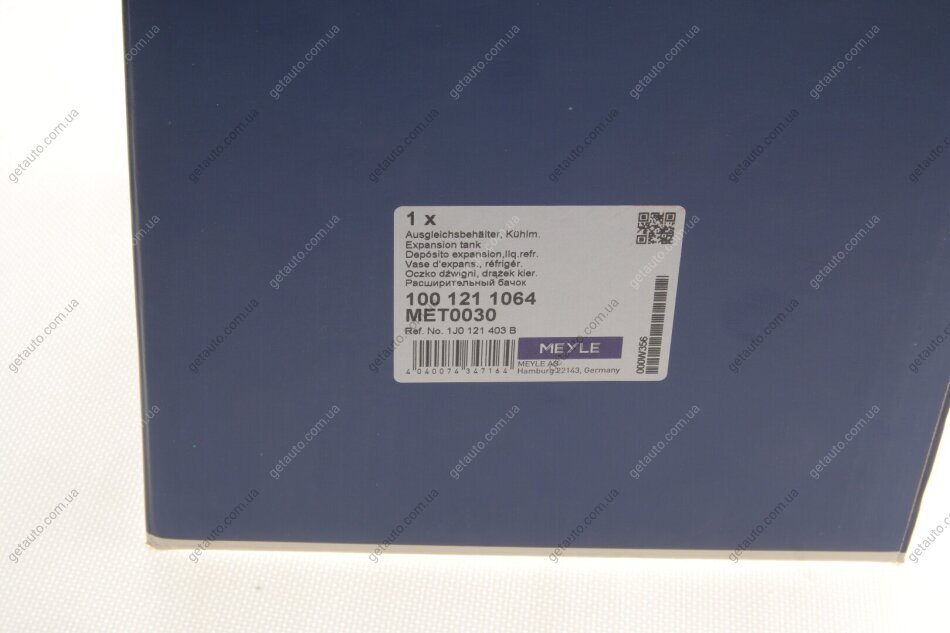 1 x
Ausgleichsbehälter, Kühlm.
Expansion tank
Depósito expansion,liq.refr.
Vase d'expans., réfrigér.
Oczko dźwigni, drążek kier.
Расширительный бачок
100 121 1064
MET0030
Ref. No. 1J0 121 403 B
MEYLE
MEYLE AG
Hamburg 22143, Germany
4 040074 347164
000W356
getauto.com.ua